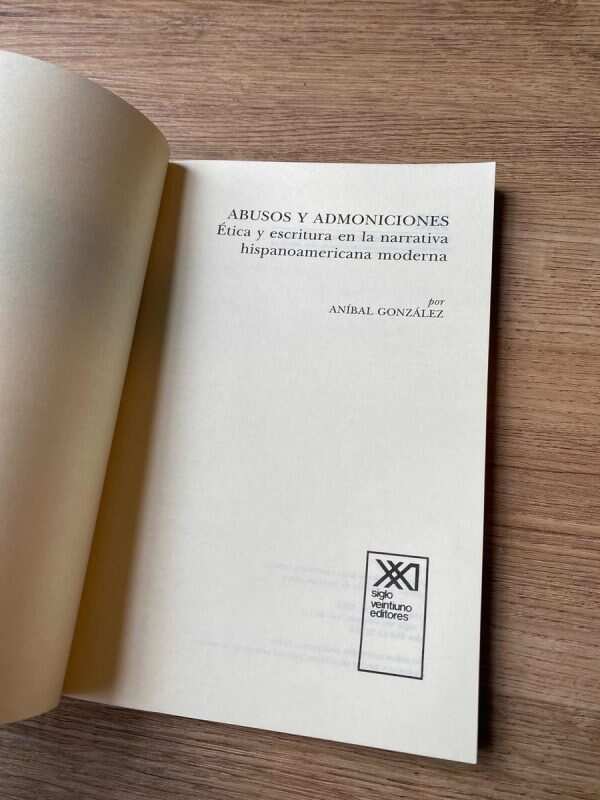 ABUSOS Y ADMONICIONES
Ética y escritura en la narrativa
hispanoamericana moderna
por
ANÍBAL GONZÁLEZ
XXI
siglo
veintiuno
editores